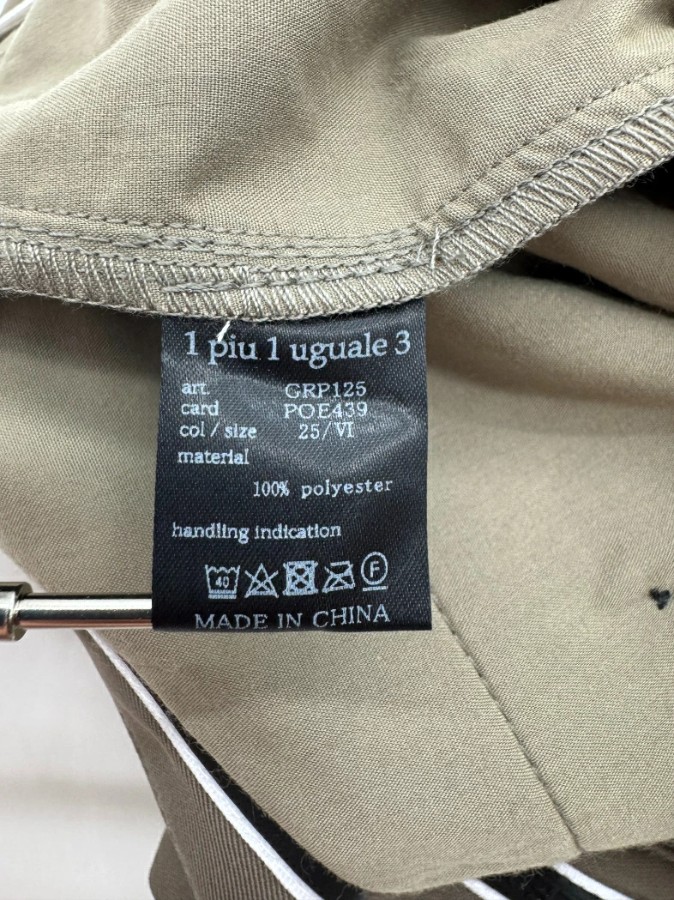 1 piu 1 uguale 3
art. GRP125
card POE439
col / size 25/VI
material
100% polyester
handling indication
40 F
MADE IN CHINA